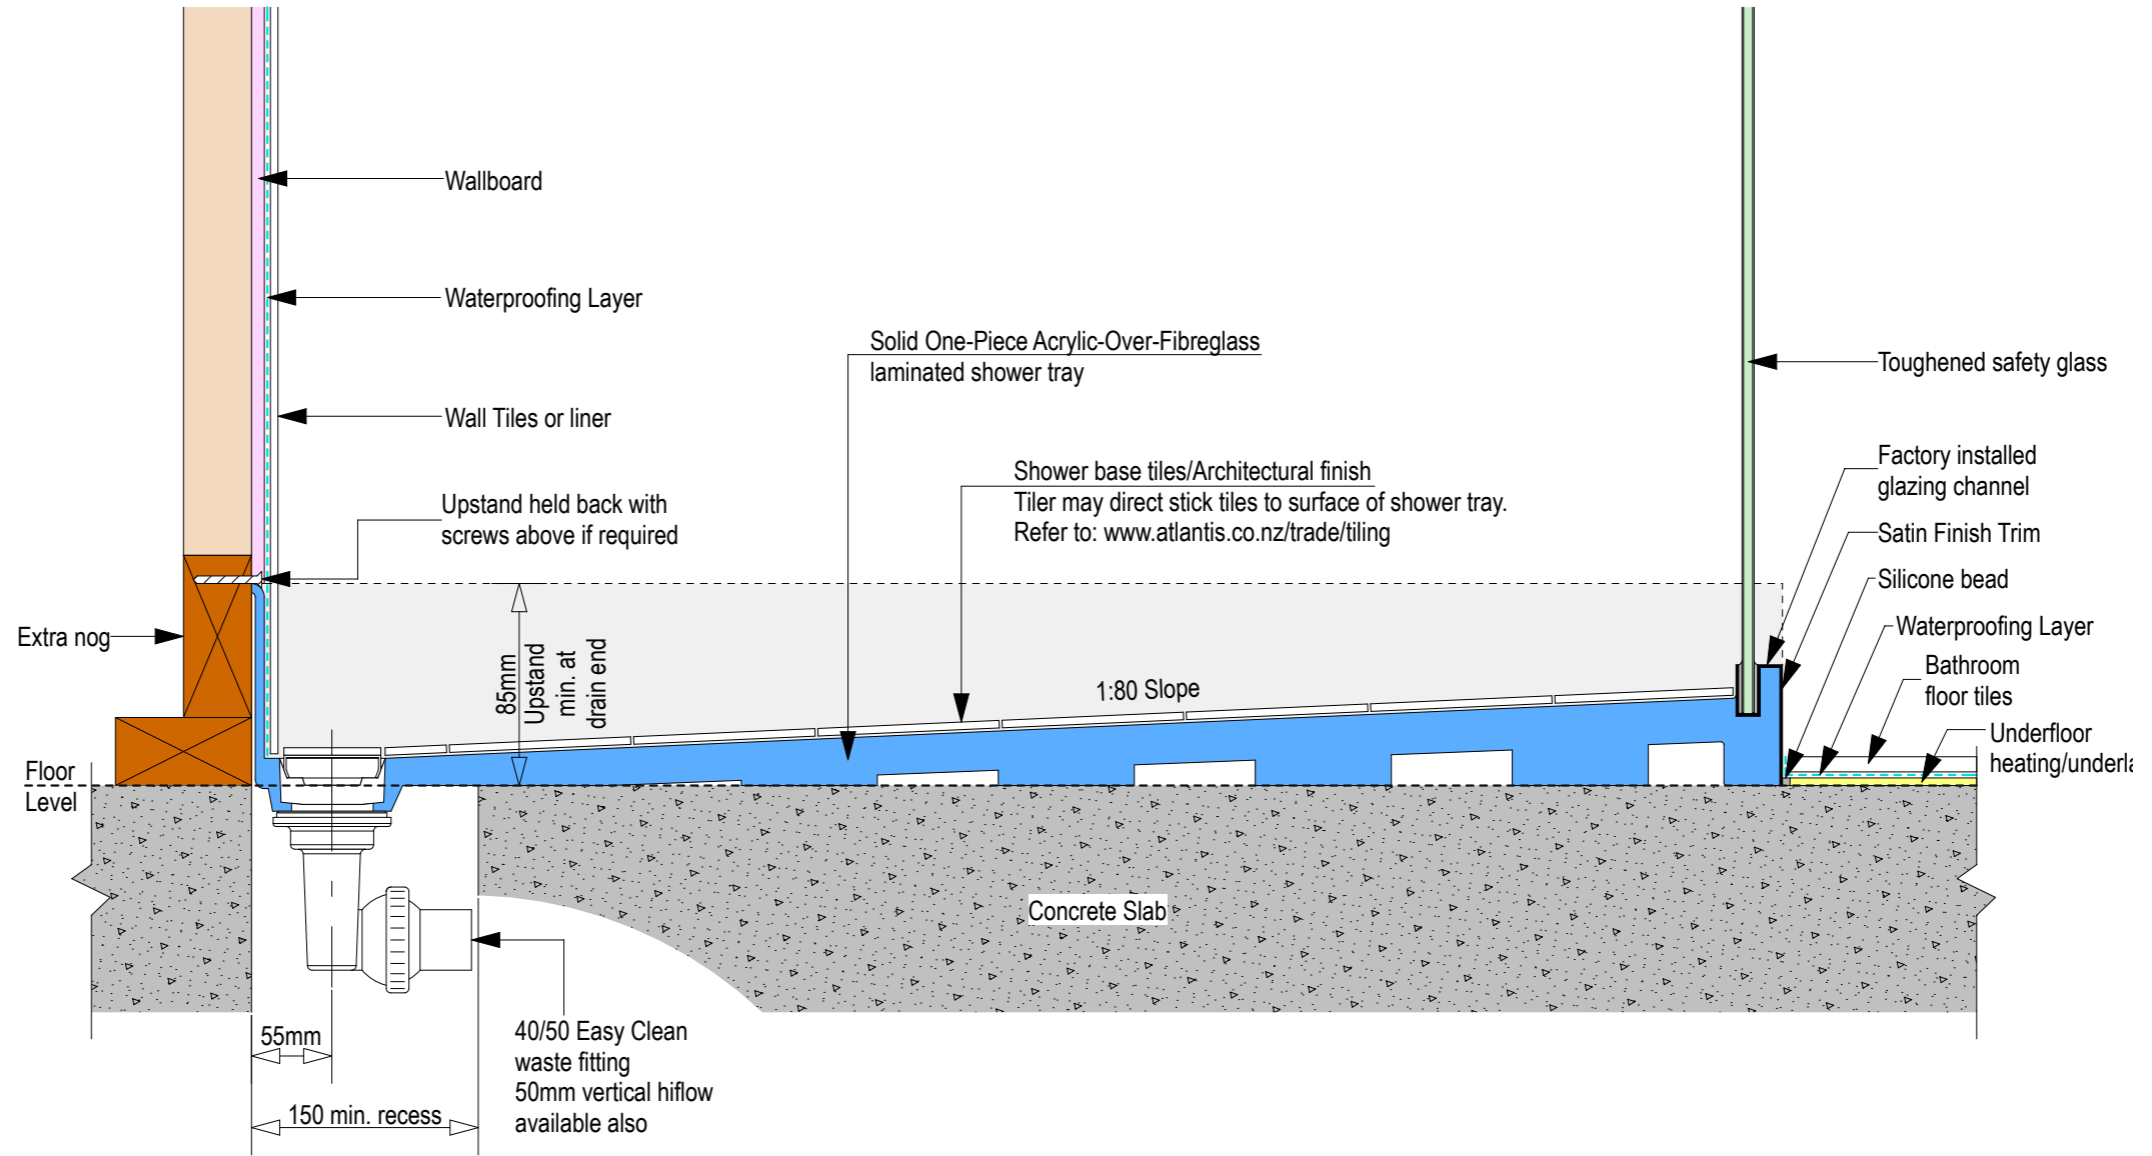 Wallboard
Waterproofing Layer
Wall Tiles or liner
Upstand held back with
screws above if required
Extra nog
Floor
Level
Solid One-Piece Acrylic-Over-Fibreglass
laminated shower tray
Shower base tiles/Architectural finish
Tiler may direct stick tiles to surface of shower tray.
Refer to: www.atlantis.co.nz/trade/tiling
85mm
Upstand
min. at
drain end
1:80 Slope
Toughened safety glass
Factory installed
glazing channel
Satin Finish Trim
Silicone bead
Waterproofing Layer
Bathroom
floor tiles
Underfloor
heating/underla
Concrete Slab
55mm
150 min. recess
40/50 Easy Clean
waste fitting
50mm vertical hiflow
available also